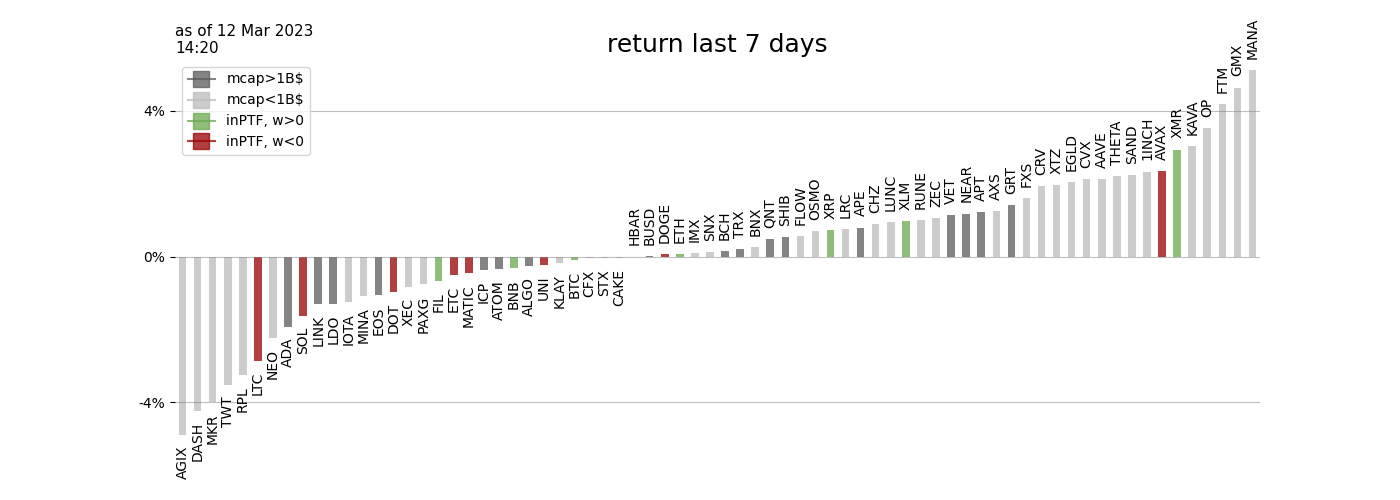 as of 12 Mar 2023
14:20
return last 7 days
mcap>1B$
mcap<1B$
inPTF, w>0
inPTF, w<0
4%
0%
-4%
AGIX
DASH
MKR
TWT
RPL
LTC
NEO
ADA
SOL
LINK
LDO
IOTA
MINA
EOS
DOT
XEC
PAXG
FIL
ETC
MATIC
ICP
ATOM
BNB
ALGO
UNI
KLAY
BTC
CFX
STX
CAKE
HBAR
BUSD
DOGE
ETH
IMX
SNX
BCH
TRX
BNX
QNT
SHIB
FLOW
OSMO
XRP
LRC
APE
CHZ
LUNC
XLM
RUNE
ZEC
VET
NEAR
APT
AXS
GRT
FXS
CRV
XTZ
EGLD
CVX
AAVE
THETA
SAND
1INCH
AVAX
XMR
KAVA
OP
FTM
GMX
MANA